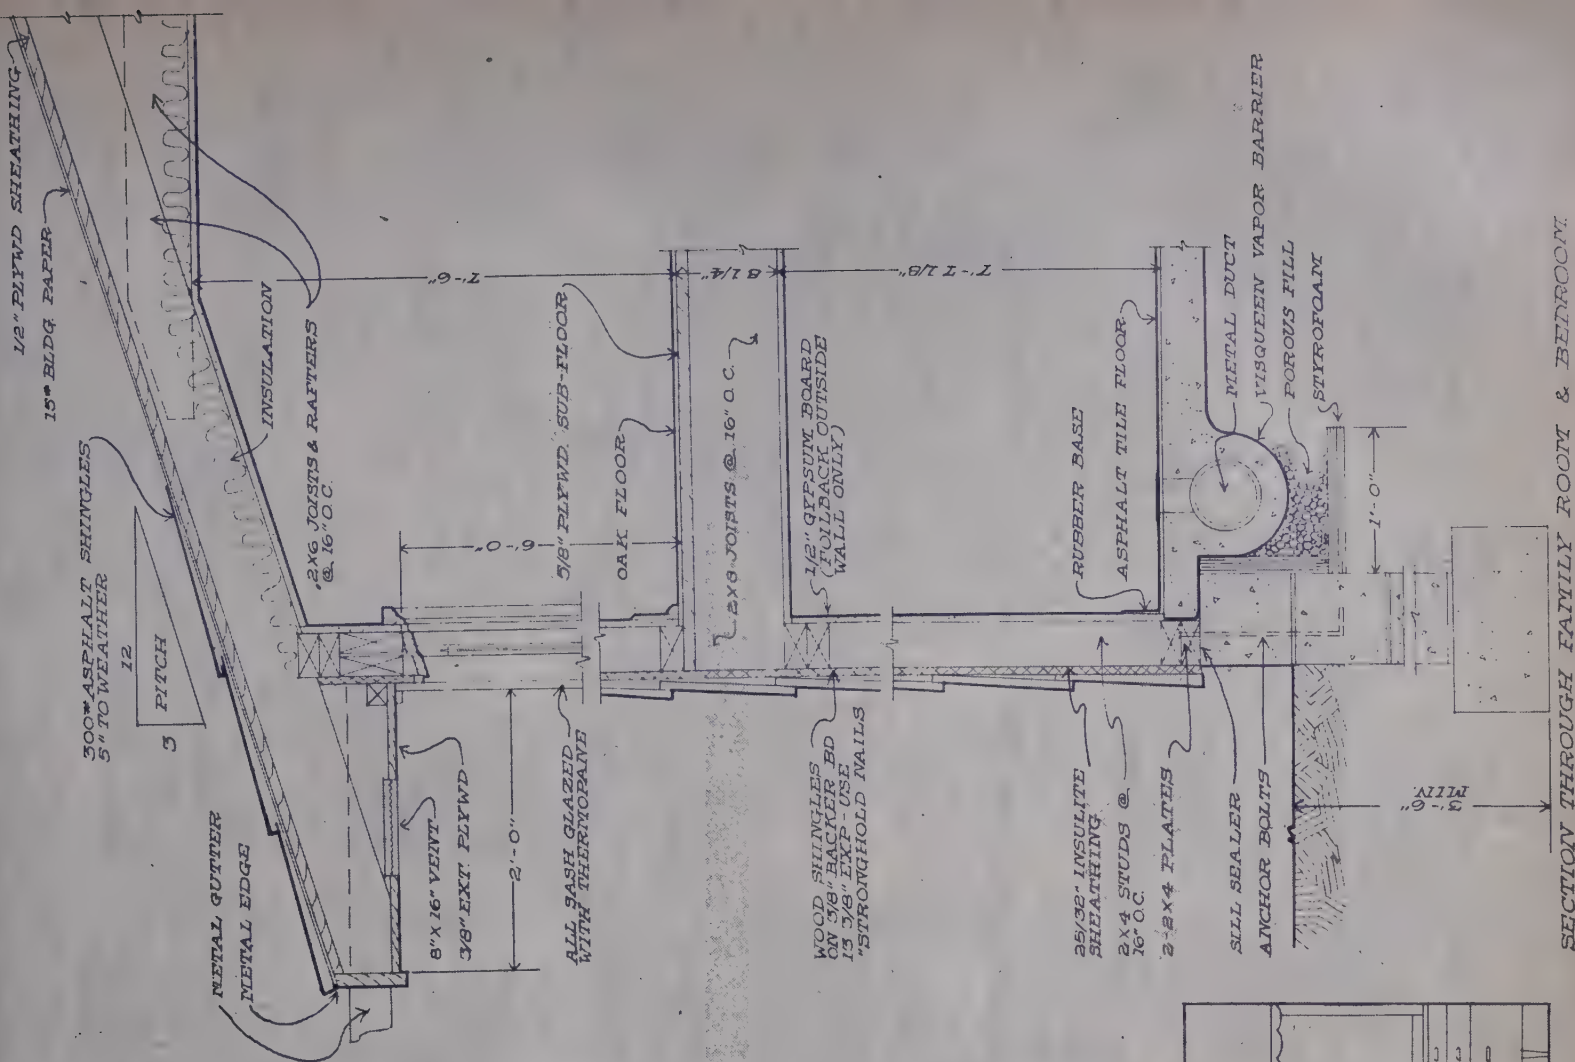 1/2" PLYWD SHEATHING
15# BLDG. PAPER
300# ASPHALT SHINGLES
5" TO WEATHER
12
PITCH
3
METAL GUTTER
METAL EDGE
INSULATION
2X6 JOISTS & RAFTERS
@ 16" O.C.
7'-6"
6'-0"
8" X 16" VENT
3/8" EXT. PLYWD
2'-0"
ALL SASH GLAZED
WITH THERMOPANE
5/8" PLYWD. SUB-FLOOR
OAK FLOOR
8 1/4"
2X8 JOISTS @ 16" O.C.
1/2" GYPSUM BOARD
(FOILBACK OUTSIDE
WALL ONLY)
7'-1 1/8"
WOOD SHINGLES
ON 3/8" BACKER BD
13 3/8" EXP - USE
"STRONGHOLD NAILS
RUBBER BASE
ASPHALT TILE FLOOR
25/32" INSULITE
SHEATHING
2X4 STUDS @
16" O.C.
2-2X4 PLATES
SILL SEALER
ANCHOR BOLTS
METAL DUCT
VISQUEEN VAPOR BARRIER
POROUS FILL
STYROFOAM
1'-0"
3'-6"
MIN
SECTION THROUGH FAMILY ROOM & BEDROOM.